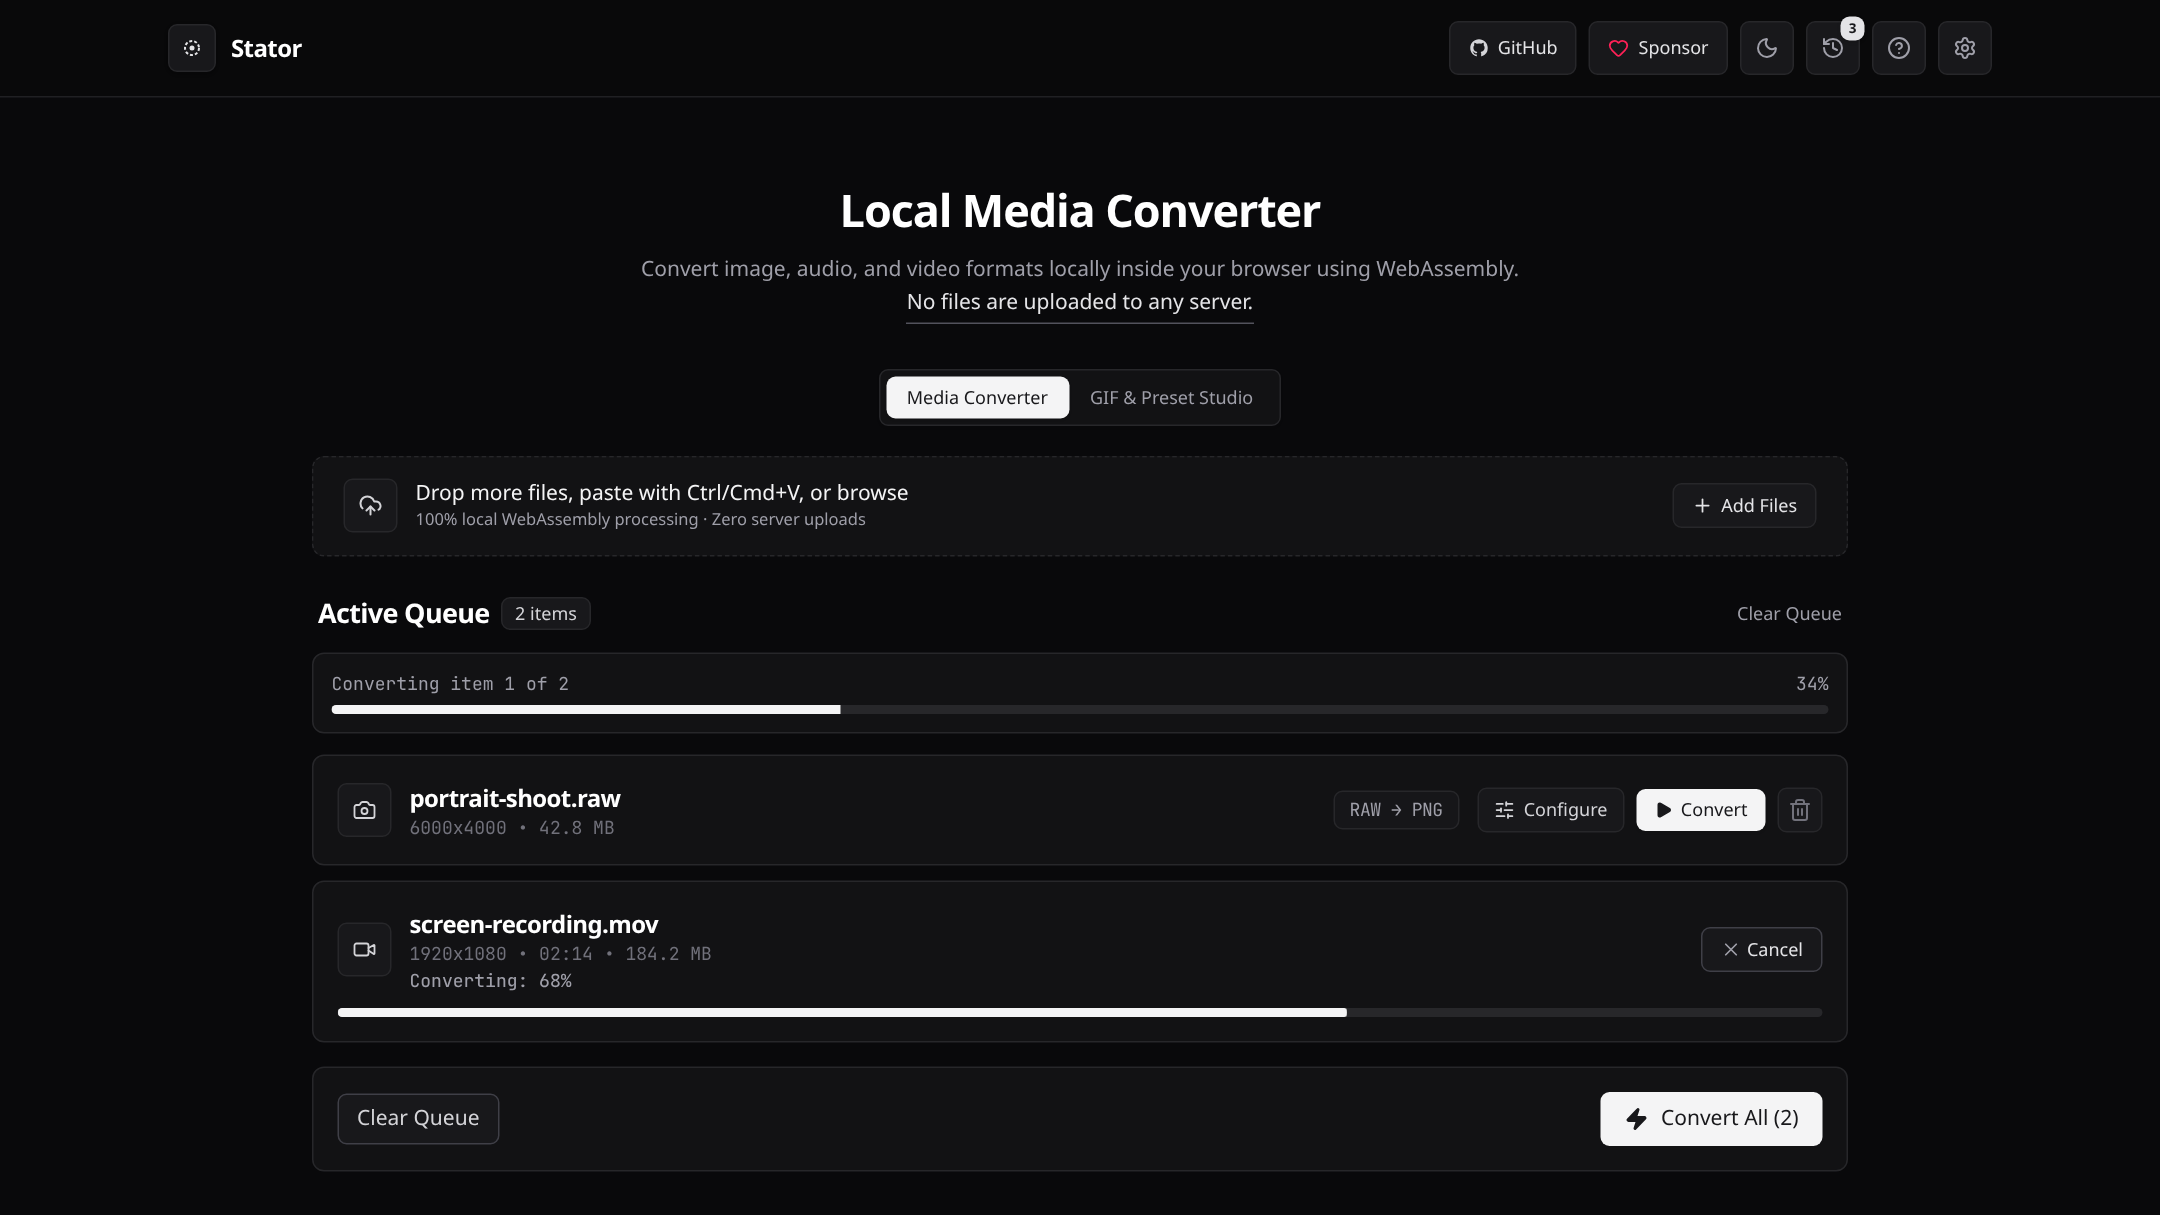 Stator
GitHub
Sponsor
3
Local Media Converter
Convert image, audio, and video formats locally inside your browser using WebAssembly.
No files are uploaded to any server.
Media Converter
GIF & Preset Studio
Drop more files, paste with Ctrl/Cmd+V, or browse
100% local WebAssembly processing · Zero server uploads
Add Files
Active Queue
2 items
Clear Queue
Converting item 1 of 2
34%
portrait-shoot.raw
6000x4000 • 42.8 MB
RAW → PNG
Configure
Convert
screen-recording.mov
1920x1080 • 02:14 • 184.2 MB
Converting: 68%
Cancel
Clear Queue
Convert All (2)